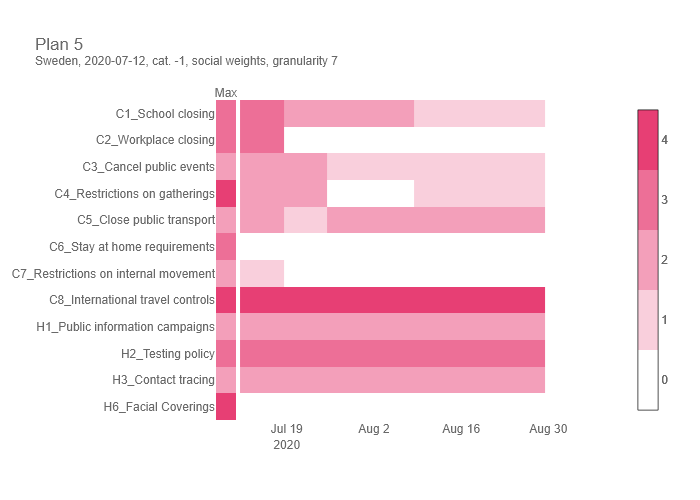 Plan 5
Sweden, 2020-07-12, cat. -1, social weights, granularity 7
Max
C1_School closing
C2_Workplace closing
C3_Cancel public events
C4_Restrictions on gatherings
C5_Close public transport
C6_Stay at home requirements
C7_Restrictions on internal movement
C8_International travel controls
H1_Public information campaigns
H2_Testing policy
H3_Contact tracing
H6_Facial Coverings
Jul 19 Aug 2 Aug 16 Aug 30
2020
4
3
2
1
0